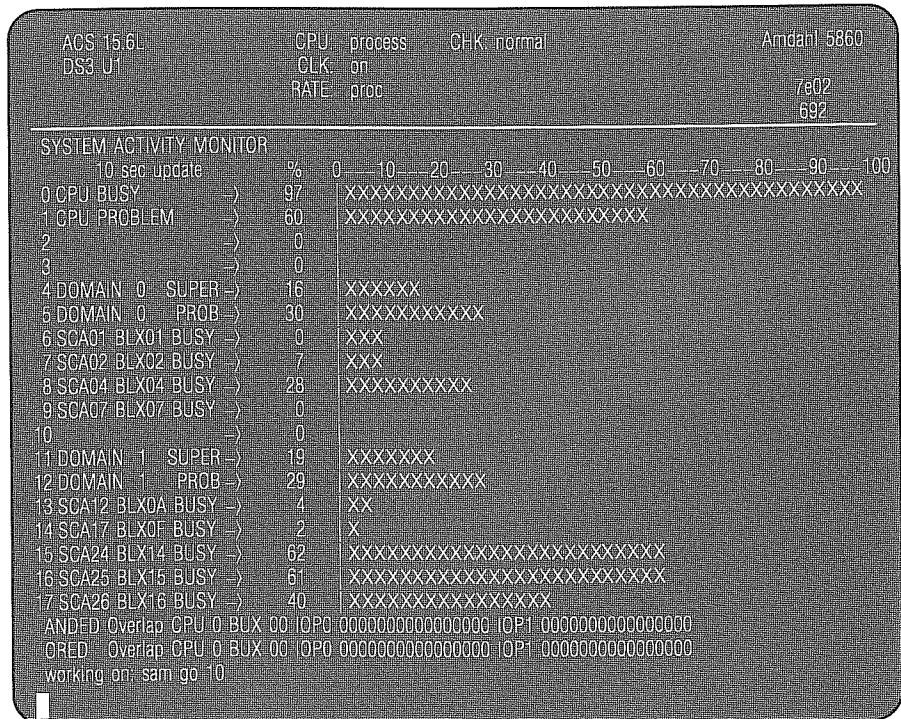 ACS 15.6L CPU. process CHK. normal Amdahl 5860
DS3 U1 CLK. on
RATE. proc 7e02
692
SYSTEM ACTIVITY MONITOR
10 sec update % 0----10----20----30----40----50----60----70----80----90----100
0 CPU BUSY -> 97 XXXXXXXXXXXXXXXXXXXXXXXXXXXXXXXXXXXXXXX
1 CPU PROBLEM -> 60 XXXXXXXXXXXXXXXXXXXXXXX
2 -> 0
3 -> 0
4 DOMAIN 0 SUPER -> 16 XXXXXX
5 DOMAIN 0 PROB -> 30 XXXXXXXXXXX
6 SCA01 BLX01 BUSY -> 0 XXX
7 SCA02 BLX02 BUSY -> 7 XXX
8 SCA04 BLX04 BUSY -> 28 XXXXXXXXXX
9 SCA07 BLX07 BUSY -> 0
10 -> 0
11 DOMAIN 1 SUPER -> 19 XXXXXXX
12 DOMAIN 1 PROB -> 29 XXXXXXXXXXX
13 SCA12 BLX0A BUSY -> 4 XX
14 SCA17 BLX0F BUSY -> 2 X
15 SCA24 BLX14 BUSY -> 62 XXXXXXXXXXXXXXXXXXXXXXXX
16 SCA25 BLX15 BUSY -> 61 XXXXXXXXXXXXXXXXXXXXXXXX
17 SCA26 BLX16 BUSY -> 40 XXXXXXXXXXXXXXXX
ANDED Overlap CPU 0 BUX 00 IOP0 0000000000000000 IOP1 0000000000000000
ORED Overlap CPU 0 BUX 00 IOP0 0000000000000000 IOP1 0000000000000000
working on; sam go 10